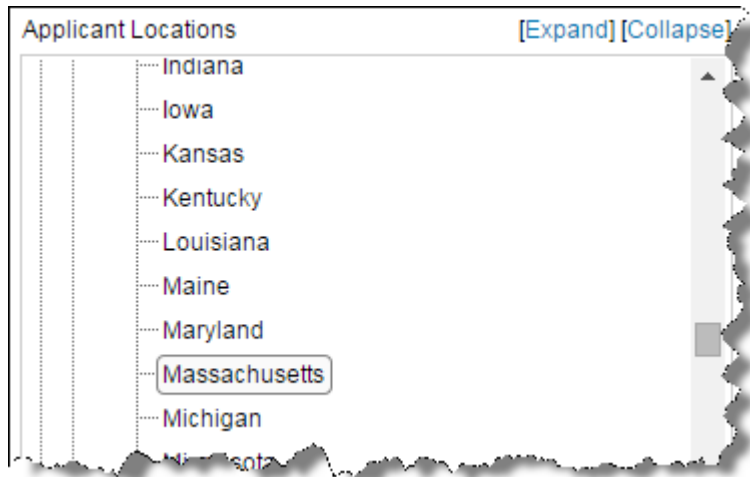 Applicant Locations [Expand] [Collapse]
Indiana
Iowa
Kansas
Kentucky
Louisiana
Maine
Maryland
Massachusetts
Michigan